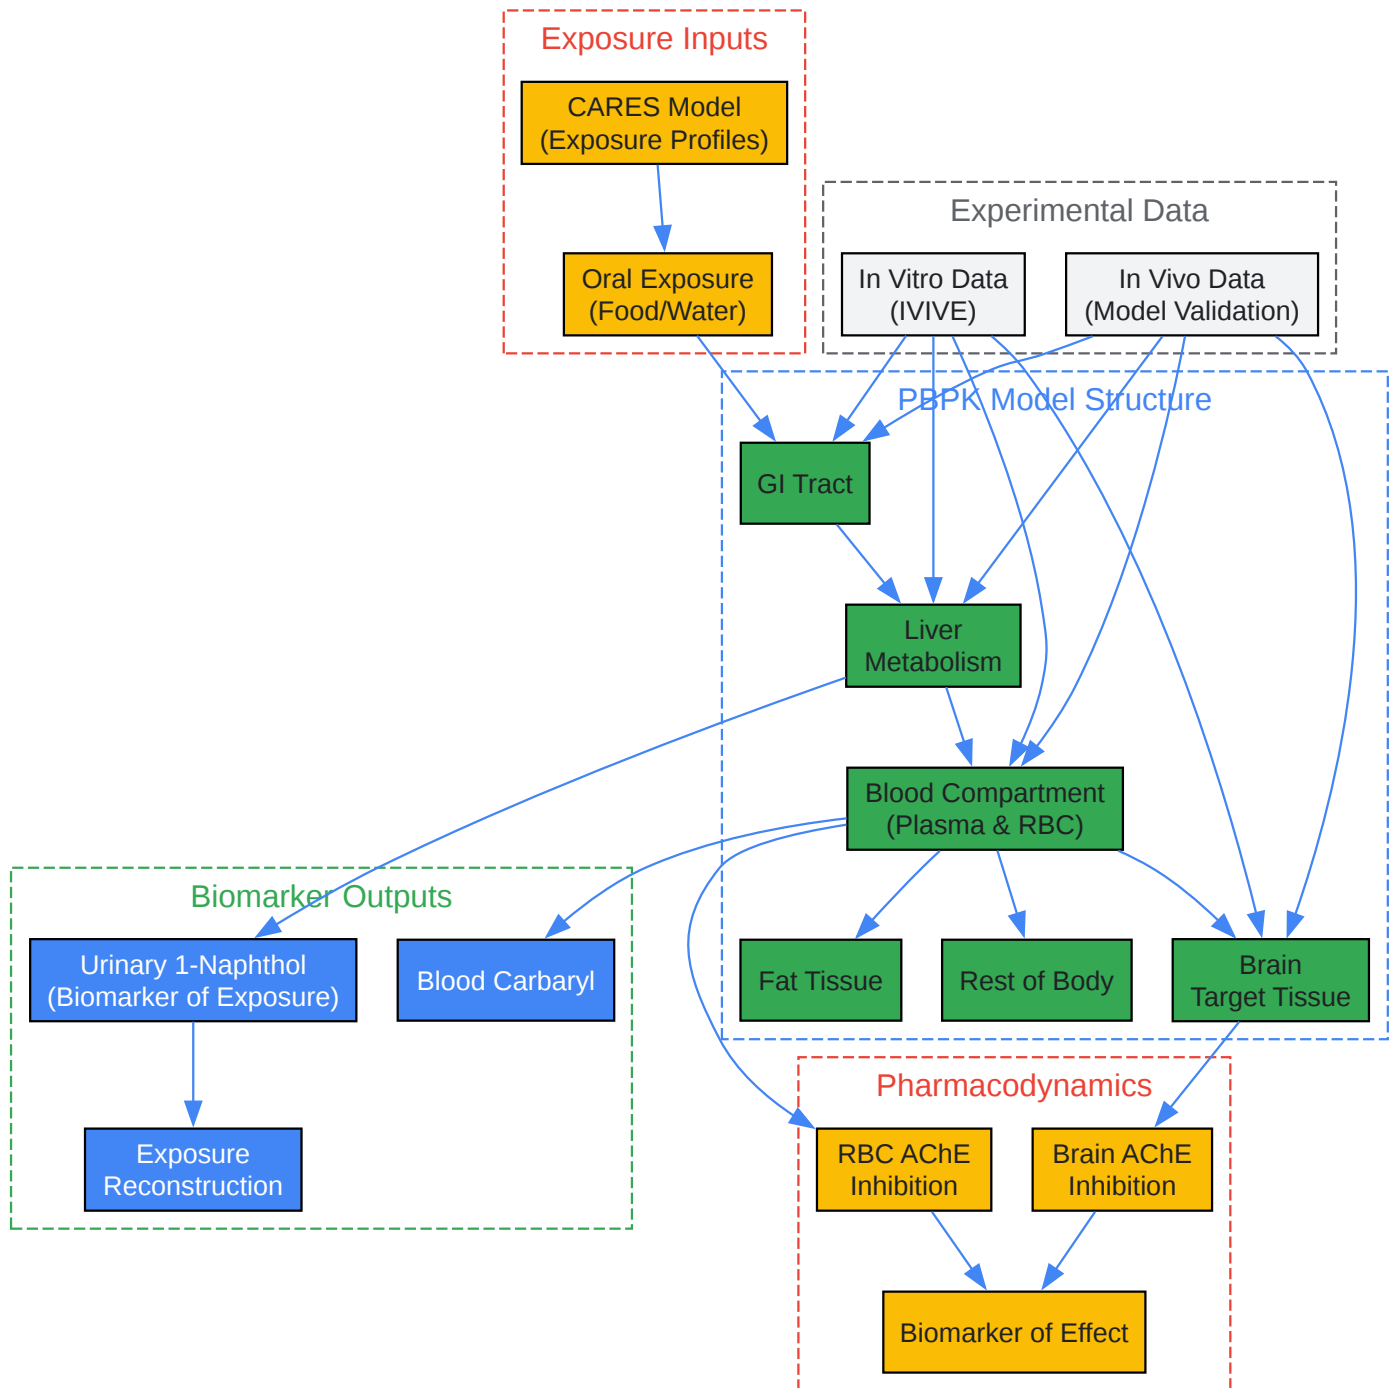 Exposure Inputs
CARES Model
(Exposure Profiles)
Oral Exposure
(Food/Water)
Experimental Data
In Vitro Data
(IVIVE)
In Vivo Data
(Model Validation)
PBPK Model Structure
GI Tract
Liver
Metabolism
Blood Compartment
(Plasma & RBC)
Fat Tissue
Rest of Body
Brain
Target Tissue
Biomarker Outputs
Urinary 1-Naphthol
(Biomarker of Exposure)
Blood Carbaryl
Exposure
Reconstruction
Pharmacodynamics
RBC AChE
Inhibition
Brain AChE
Inhibition
Biomarker of Effect